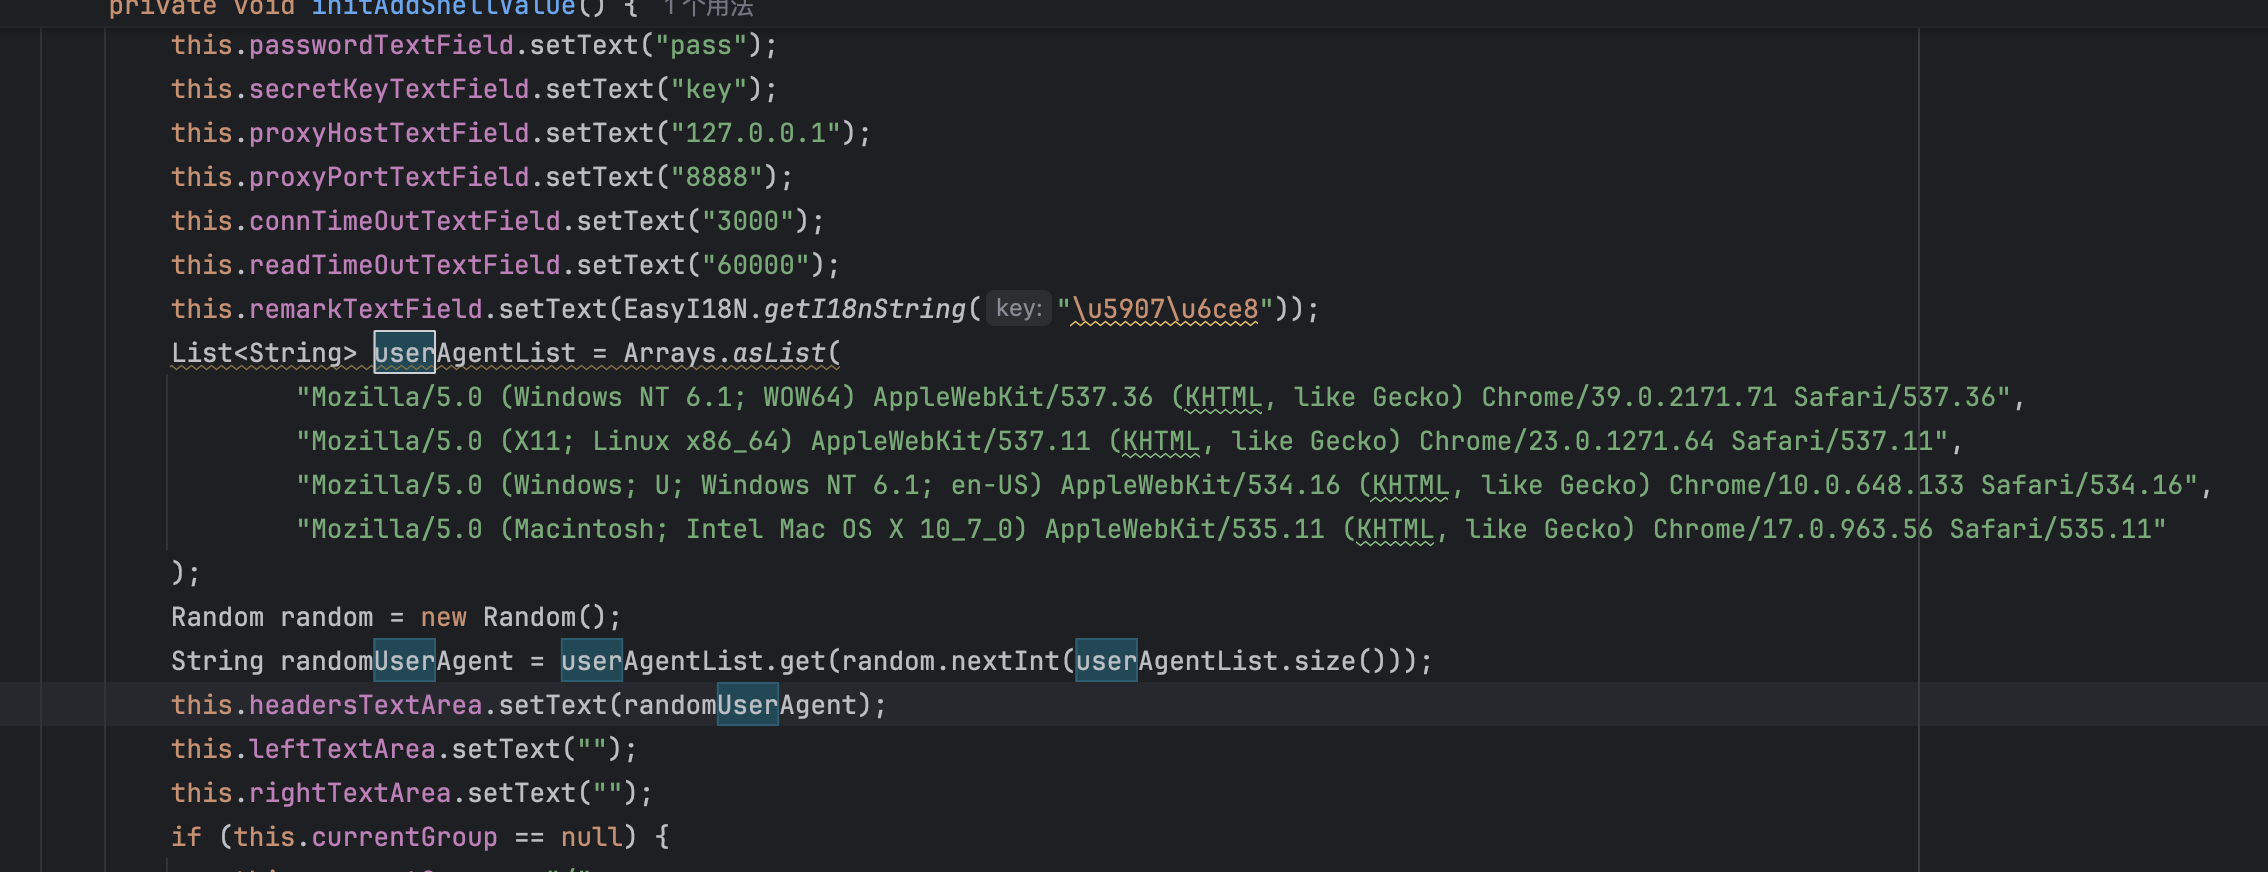 private void initAddShellValue() { 1个用法
this.passwordTextField.setText("pass");
this.secretKeyTextField.setText("key");
this.proxyHostTextField.setText("127.0.0.1");
this.proxyPortTextField.setText("8888");
this.connTimeOutTextField.setText("3000");
this.readTimeOutTextField.setText("60000");
this.remarkTextField.setText(EasyI18N.getI18nString( key: "\u5907\u6ce8"));
List<String> userAgentList = Arrays.asList(
"Mozilla/5.0 (Windows NT 6.1; WOW64) AppleWebKit/537.36 (KHTML, like Gecko) Chrome/39.0.2171.71 Safari/537.36",
"Mozilla/5.0 (X11; Linux x86_64) AppleWebKit/537.11 (KHTML, like Gecko) Chrome/23.0.1271.64 Safari/537.11",
"Mozilla/5.0 (Windows; U; Windows NT 6.1; en-US) AppleWebKit/534.16 (KHTML, like Gecko) Chrome/10.0.648.133 Safari/534.16",
"Mozilla/5.0 (Macintosh; Intel Mac OS X 10_7_0) AppleWebKit/535.11 (KHTML, like Gecko) Chrome/17.0.963.56 Safari/535.11"
);
Random random = new Random();
String randomUserAgent = userAgentList.get(random.nextInt(userAgentList.size()));
this.headersTextArea.setText(randomUserAgent);
this.leftTextArea.setText("");
this.rightTextArea.setText("");
if (this.currentGroup == null) {